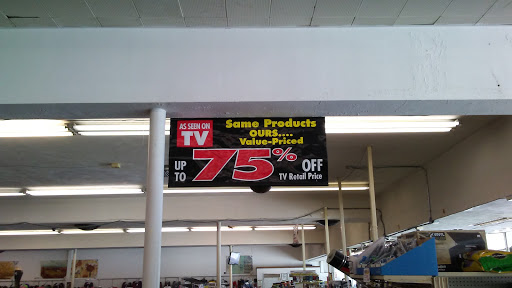 AS SEEN ON
TV
Same Products
OURS....
Value-Priced
UP
TO
75%
OFF
TV Retail Price